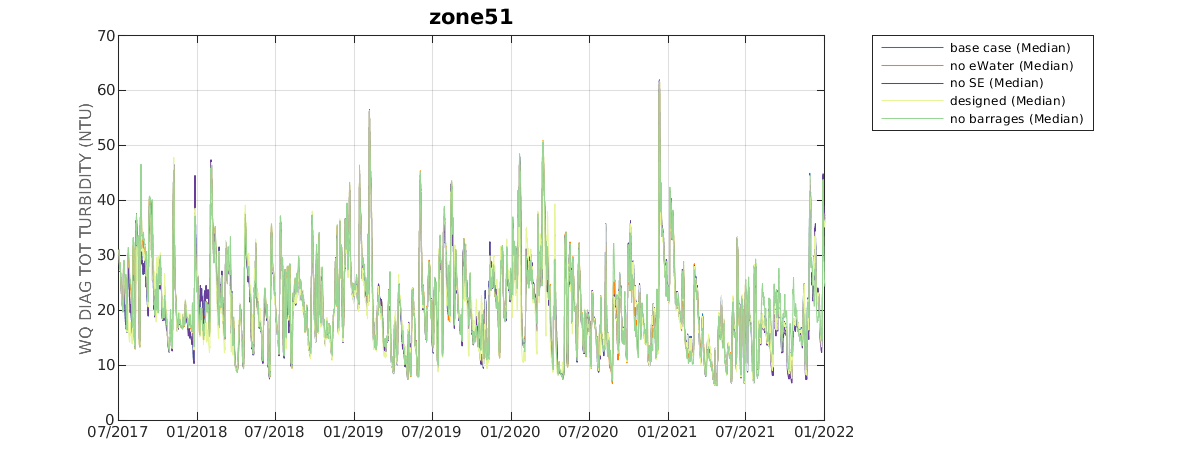 zone51
WQ DIAG TOT TURBIDITY (NTU)
70
60
50
40
30
20
10
0
07/2017 01/2018 07/2018 01/2019 07/2019 01/2020 07/2020 01/2021 07/2021 01/2022
base case (Median)
no eWater (Median)
no SE (Median)
designed (Median)
no barrages (Median)